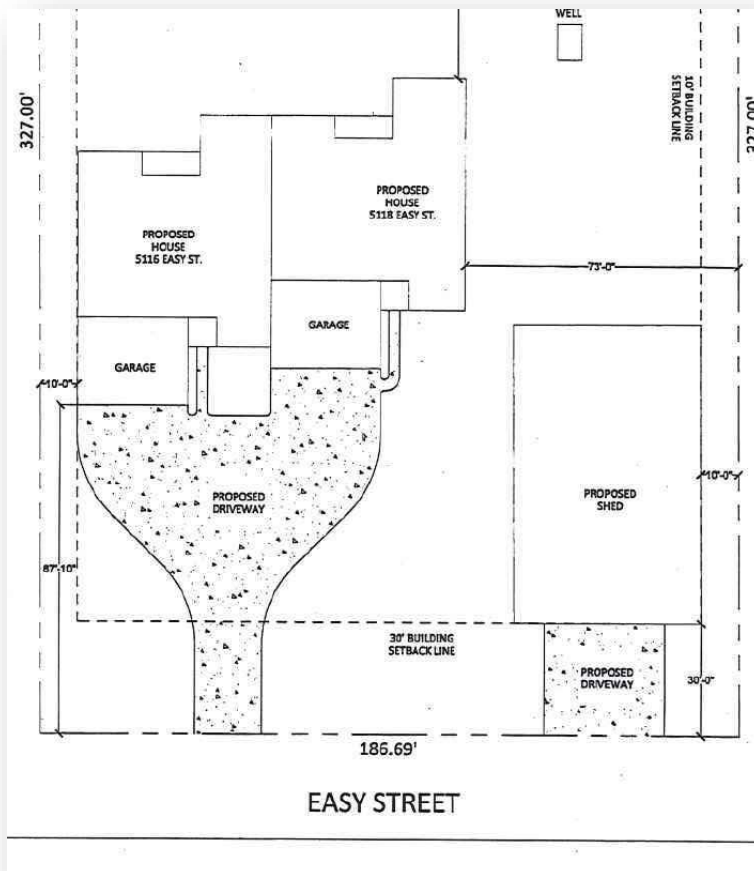 WELL
10' BUILDING
SETBACK LINE
327.00'
327.00'
PROPOSED
HOUSE
5118 EASY ST.
PROPOSED
HOUSE
5116 EASY ST.
73'-0"
GARAGE
GARAGE
10'-0"
10'-0"
PROPOSED
DRIVEWAY
PROPOSED
SHED
87'-10"
30' BUILDING
SETBACK LINE
PROPOSED
DRIVEWAY
30'-0"
186.69'
EASY STREET